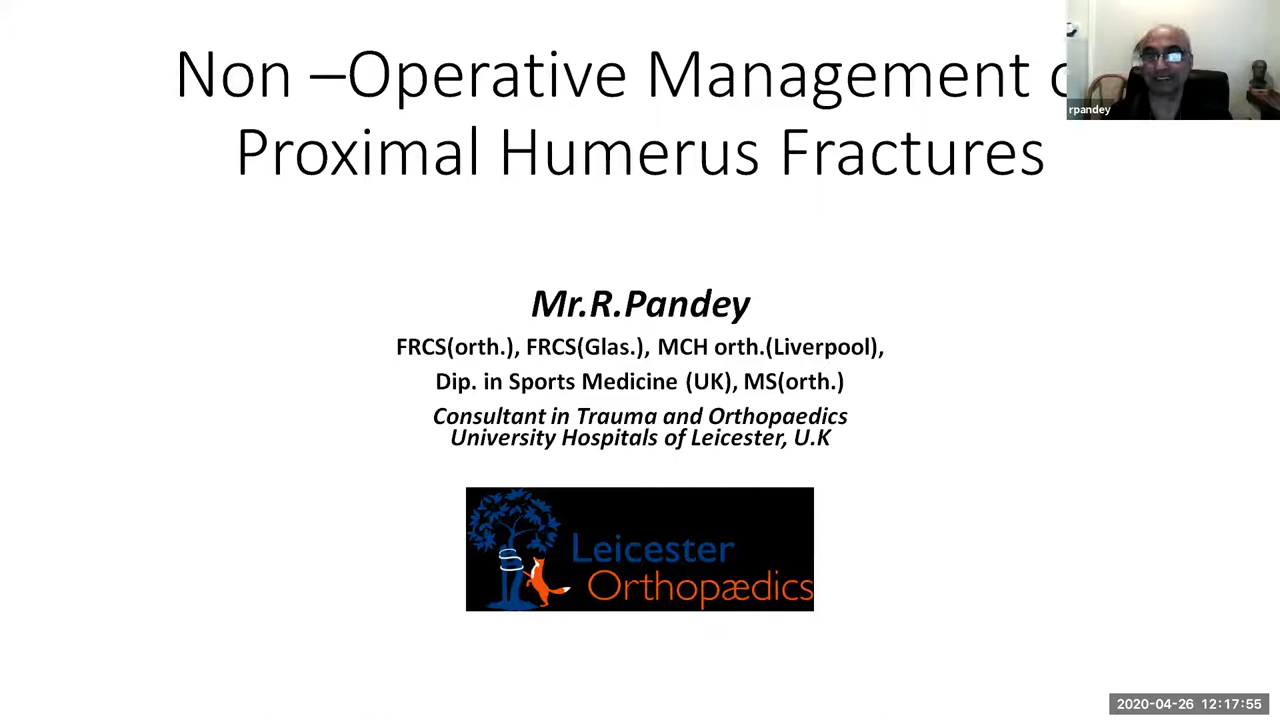 Non –Operative Management
Proximal Humerus Fractures
rpandey
Mr.R.Pandey
FRCS(orth.), FRCS(Glas.), MCH orth.(Liverpool),
Dip. in Sports Medicine (UK), MS(orth.)
Consultant in Trauma and Orthopaedics
University Hospitals of Leicester, U.K
Leicester
Orthopædics
2020-04-26 12:17:55